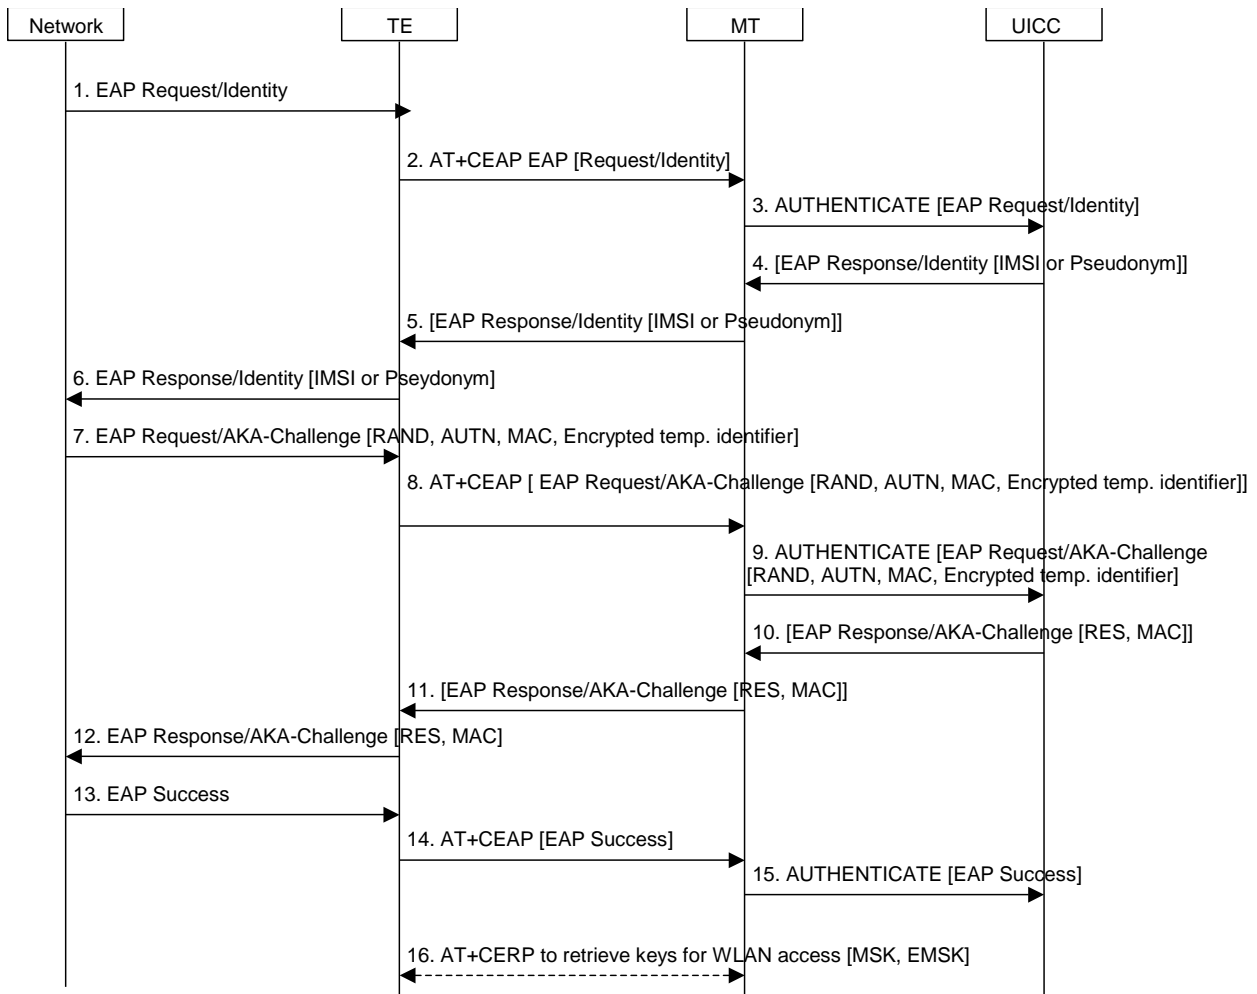 Network
TE
MT
UICC
1. EAP Request/Identity
2. AT+CEAP EAP [Request/Identity]
3. AUTHENTICATE [EAP Request/Identity]
4. [EAP Response/Identity [IMSI or Pseudonym]]
5. [EAP Response/Identity [IMSI or Pseudonym]]
6. EAP Response/Identity [IMSI or Pseydonym]
7. EAP Request/AKA-Challenge [RAND, AUTN, MAC, Encrypted temp. identifier]
8. AT+CEAP [ EAP Request/AKA-Challenge [RAND, AUTN, MAC, Encrypted temp. identifier]]
9. AUTHENTICATE [EAP Request/AKA-Challenge
[RAND, AUTN, MAC, Encrypted temp. identifier]
10. [EAP Response/AKA-Challenge [RES, MAC]]
11. [EAP Response/AKA-Challenge [RES, MAC]]
12. EAP Response/AKA-Challenge [RES, MAC]
13. EAP Success
14. AT+CEAP [EAP Success]
15. AUTHENTICATE [EAP Success]
16. AT+CERP to retrieve keys for WLAN access [MSK, EMSK]